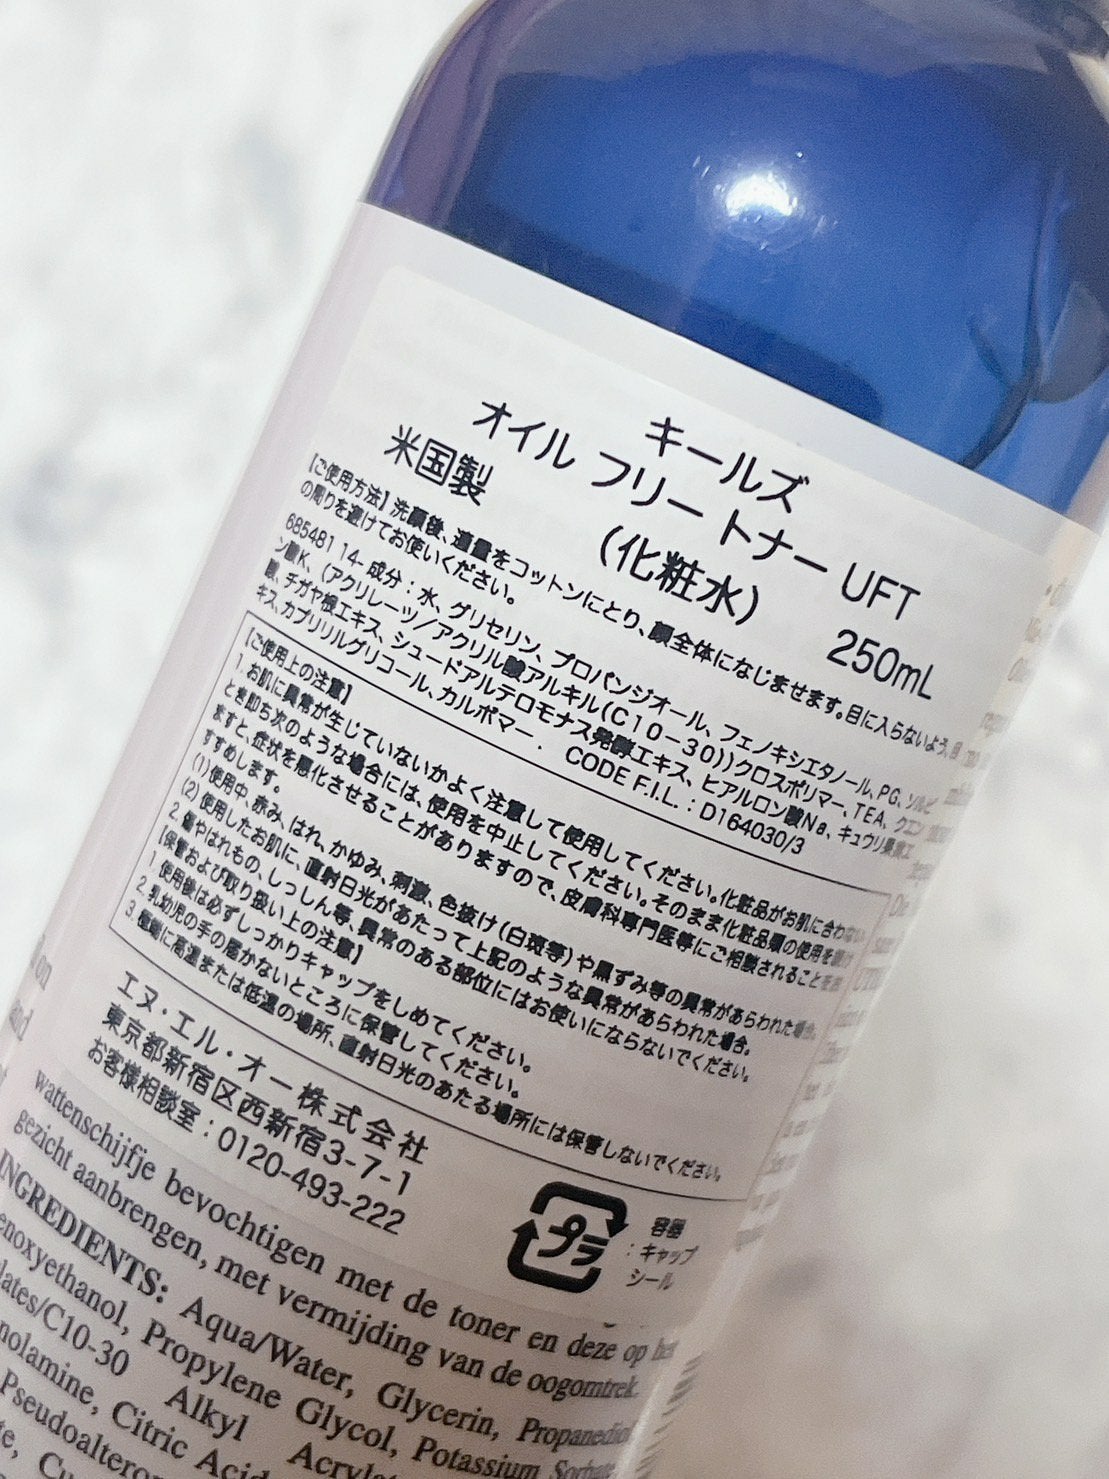 キールズ
オイル フリー トナー UFT
米国製 (化粧水) 250mL
【ご使用方法】洗顔後、適量をコットンにとり、顔全体になじませます。目に入らないよう、目
の周りを避けてお使いください。
685481 14- 成分：水、グリセリン、プロパンジオール、フェノキシエタノール、PG、ソルビ
ン酸K、(アクリレーツ／アクリル酸アルキル(C１０－３０))クロスポリマー、TEA、クエン
酸、チガヤ根エキス、シュードアルテロモナス発酵エキス、ヒアルロン酸Na、キュウリ果実エ
キス、カプリリルグリコール、カルボマー. CODE F.I.L. : D164030/3
【ご使用上の注意】
1. お肌に異常が生じていないかよく注意して使用してください。化粧品がお肌に合わない
とき即ち次のような場合には、使用を中止してください。そのまま化粧品類の使用を続け
ますと、症状を悪化させることがありますので、皮膚科専門医等にご相談されることをお
すすめします。
(1)使用中、赤み、はれ、かゆみ、刺激、色抜け(白斑等)や黒ずみ等の異常があらわれた場合。
(2)使用したお肌に、直射日光があたって上記のような異常があらわれた場合。
2. 傷やはれもの、しっしん等、異常のある部位にはお使いにならないでください。
【保管および取り扱い上の注意】
1. 使用後は必ずしっかりキャップをしめてください。
2. 乳幼児の手の届かないところに保管してください。
3. 極端に高温または低温の場所、直射日光のあたる場所には保管しないでください。
エヌ・エル・オー株式会社
東京都新宿区西新宿3-7-1
お客様相談室：0120-493-222
プラ
容器
：キャップ
シール
wattenschijfje bevochtigen met de toner en deze op het
gezicht aanbrengen, met vermijding van de oogomtrek.
INGREDIENTS: Aqua/Water, Glycerin, Propanediol
enoxyethanol, Propylene Glycol, Potassium Sorbate
lates/C10-30 Alkyl Acrylat
nolamine, Citric Acid
Pseudoalteror
te, Cu